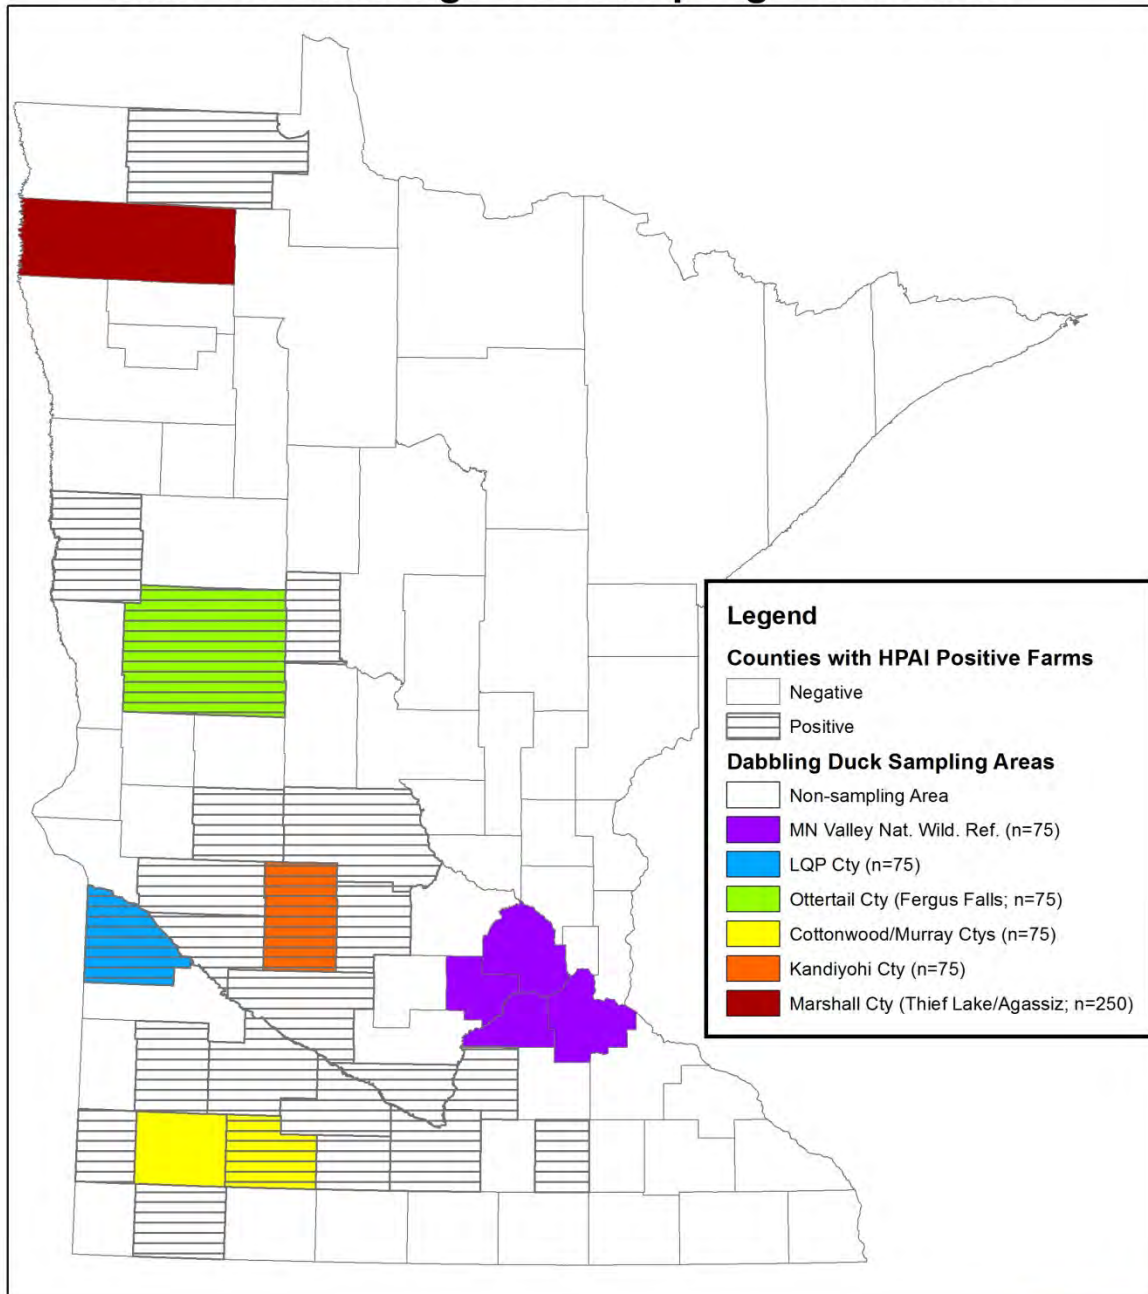 Legend
Counties with HPAI Positive Farms
Negative
Positive
Dabbling Duck Sampling Areas
Non-sampling Area
MN Valley Nat. Wild. Ref. (n=75)
LQP Cty (n=75)
Ottertail Cty (Fergus Falls; n=75)
Cottonwood/Murray Ctys (n=75)
Kandiyohi Cty (n=75)
Marshall Cty (Thief Lake/Agassiz; n=250)